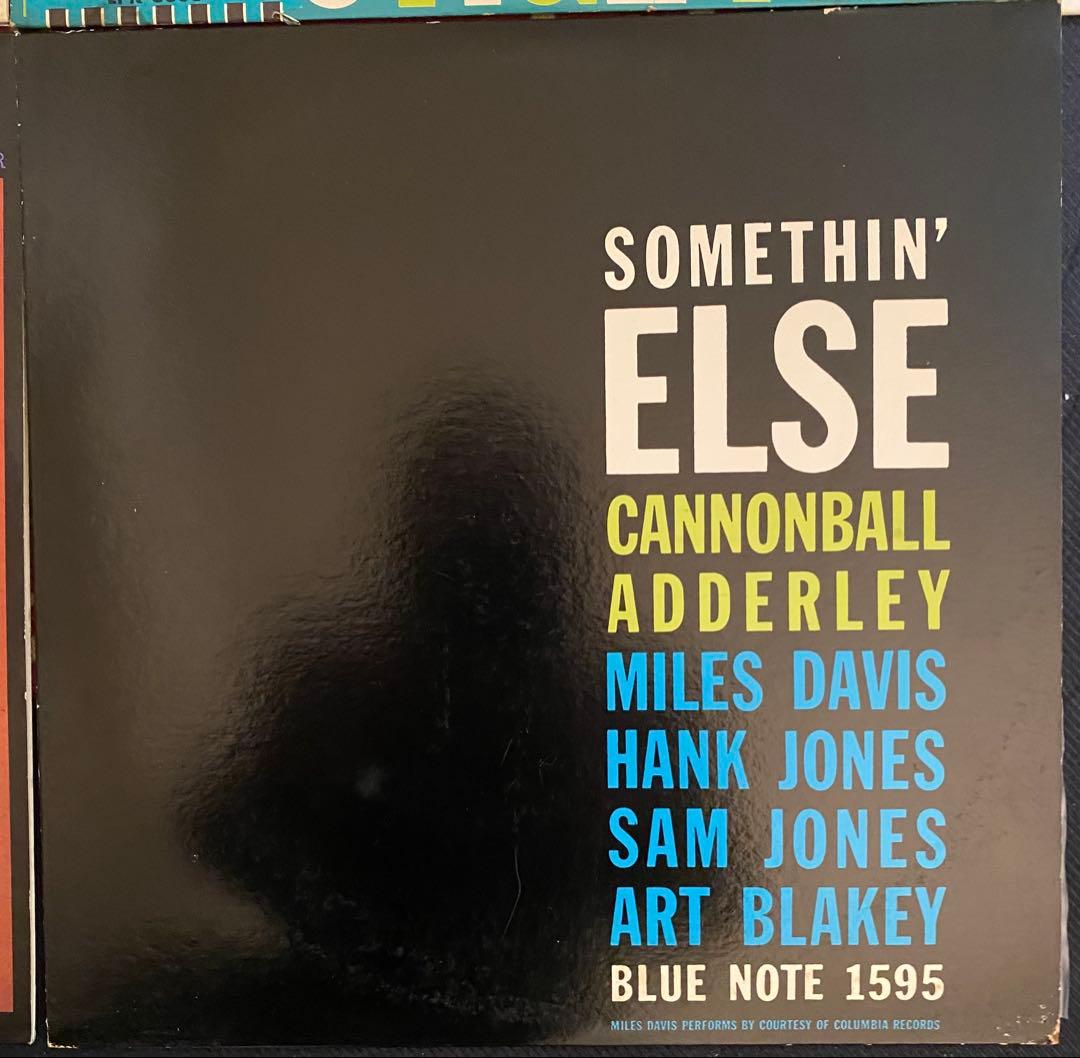 SOMETHIN'
ELSE
CANNONBALL
ADDERLEY
MILES DAVIS
HANK JONES
SAM JONES
ART BLAKEY
BLUE NOTE 1595
MILES DAVIS PERFORMS BY COURTESY OF COLUMBIA RECORDS